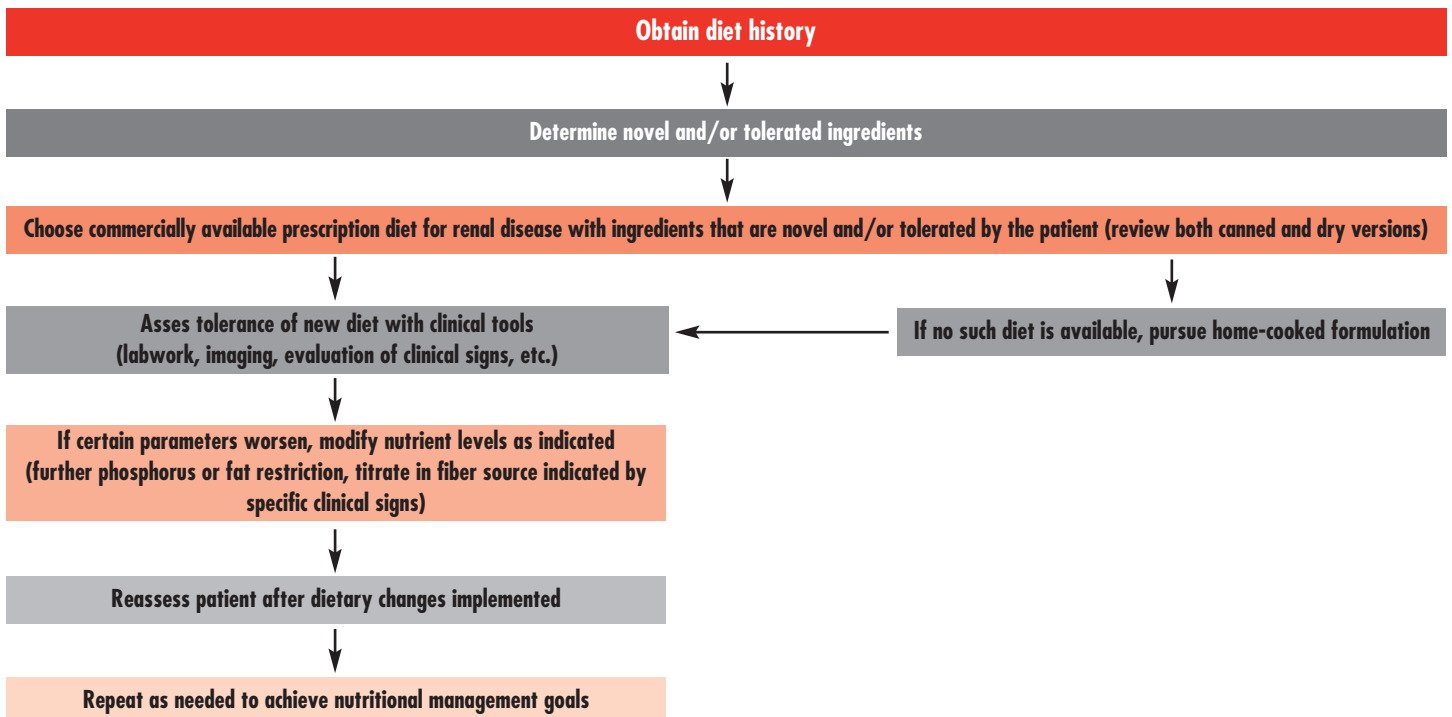 Obtain diet history
Determine novel and/or tolerated ingredients
Choose commercially available prescription diet for renal disease with ingredients that are novel and/or tolerated by the patient (review both canned and dry versions)
Asses tolerance of new diet with clinical tools
(labwork, imaging, evaluation of clinical signs, etc.)
If no such diet is available, pursue home-cooked formulation
If certain parameters worsen, modify nutrient levels as indicated
(further phosphorus or fat restriction, titrate in fiber source indicated by
specific clinical signs)
Reassess patient after dietary changes implemented
Repeat as needed to achieve nutritional management goals